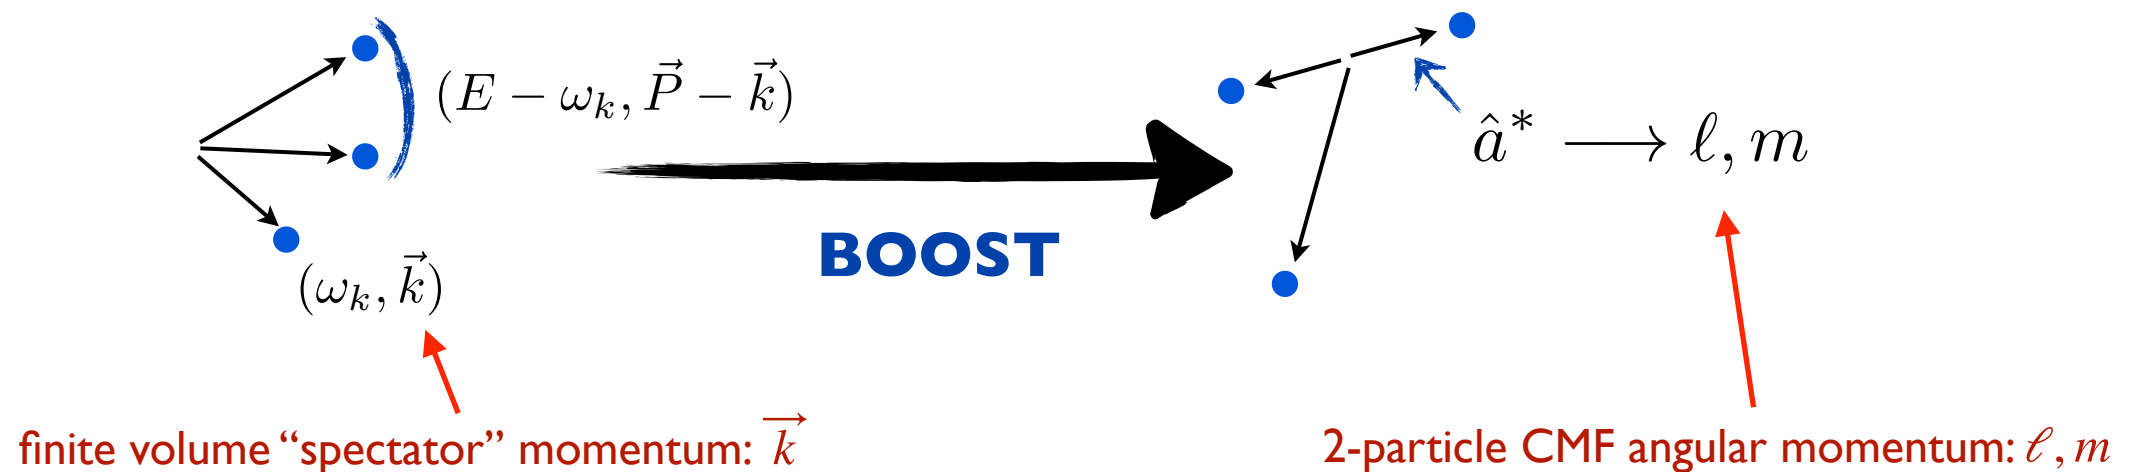 (E − ω_k, P⃗ − k⃗)
â* ⟶ ℓ, m
BOOST
(ω_k, k⃗)
finite volume “spectator” momentum: k⃗
2-particle CMF angular momentum: ℓ , m